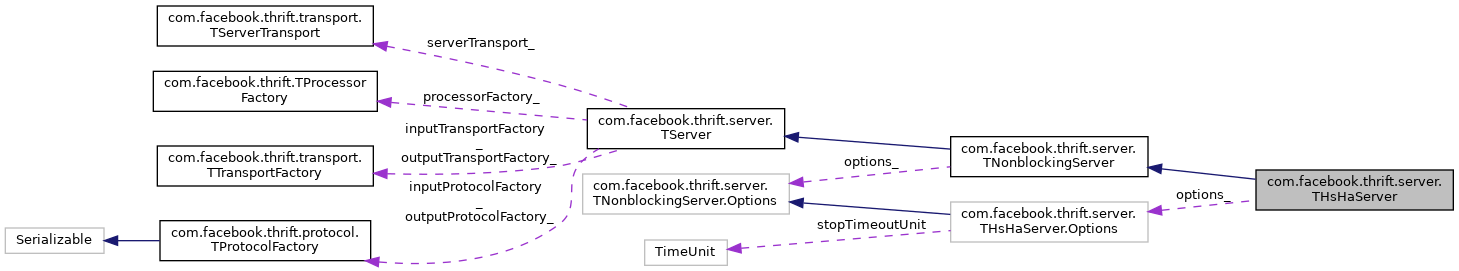 com.facebook.thrift.transport.
TServerTransport
serverTransport_
com.facebook.thrift.TProcessor
Factory
processorFactory_
com.facebook.thrift.server.
TServer
inputTransportFactory
_
outputTransportFactory_
com.facebook.thrift.transport.
TTransportFactory
com.facebook.thrift.server.
TNonblockingServer
options_
com.facebook.thrift.server.
TNonblockingServer.Options
com.facebook.thrift.server.
THsHaServer
options_
inputProtocolFactory
_
outputProtocolFactory_
com.facebook.thrift.server.
THsHaServer.Options
stopTimeoutUnit
Serializable
com.facebook.thrift.protocol.
TProtocolFactory
TimeUnit